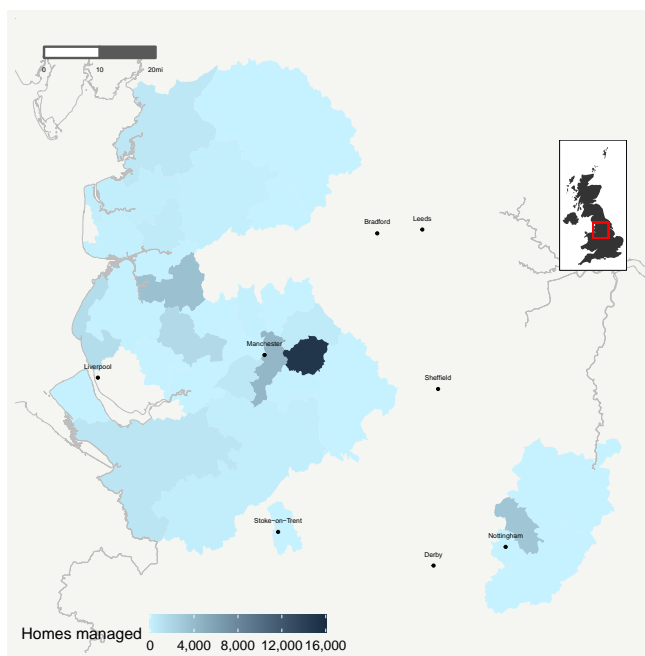 0 10 20mi
Bradford Leeds
Manchester
Liverpool
Sheffield
Stoke−on−Trent
Nottingham
Derby
Homes managed
0 4,000 8,000 12,000 16,000